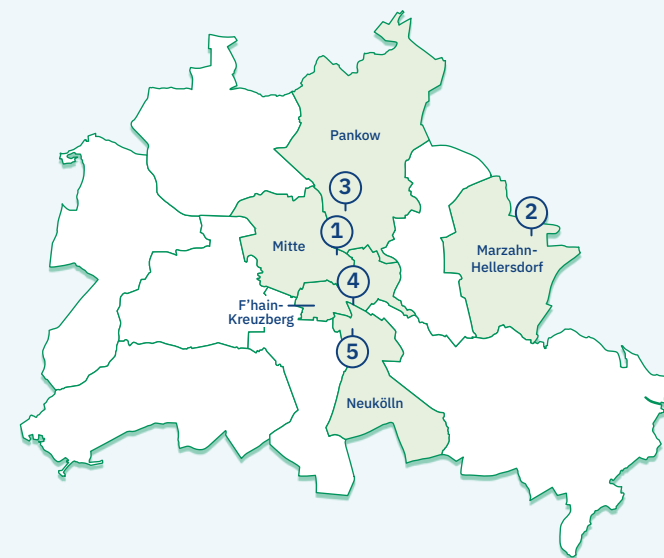 Pankow
3
2
1
Mitte
Marzahn-
Hellersdorf
4
F'hain-
Kreuzberg
5
Neukölln